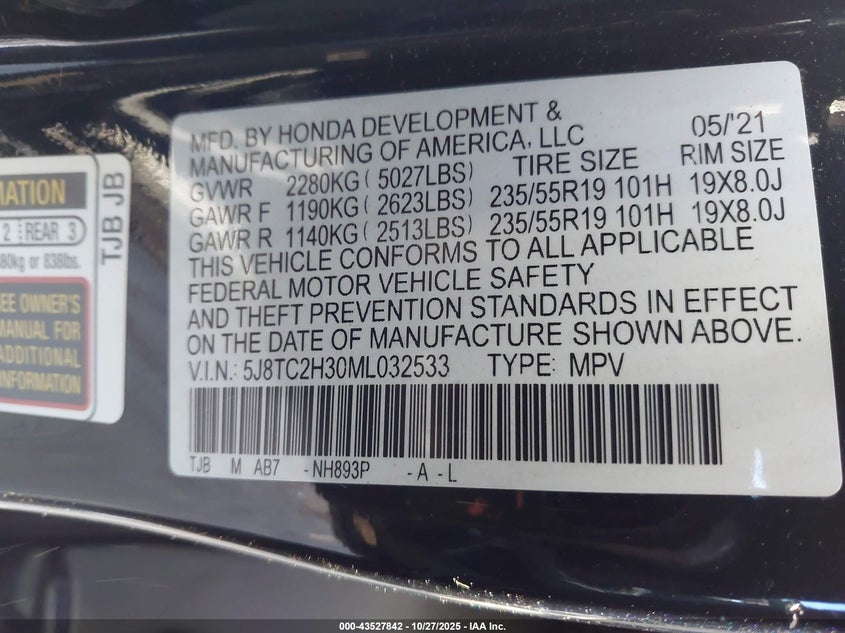 MFD. BY HONDA DEVELOPMENT & 05/'21
MANUFACTURING OF AMERICA, LLC TIRE SIZE RIM SIZE
GVWR 2280KG ( 5027LBS)
GAWR F 1190KG ( 2623LBS) 235/55R19 101H 19X8.0J
GAWR R 1140KG ( 2513LBS) 235/55R19 101H 19X8.0J
THIS VEHICLE CONFORMS TO ALL APPLICABLE
FEDERAL MOTOR VEHICLE SAFETY
AND THEFT PREVENTION STANDARDS IN EFFECT
ON THE DATE OF MANUFACTURE SHOWN ABOVE.
V.I.N.: 5J8TC2H30ML032533 TYPE: MPV
TJB M AB7 -NH893P -A -L
2 REAR 3
or 838lbs.
OWNER'S
MANUAL FOR
ADDITIONAL
INFORMATION
TJB JB
000-43527842 / 10/27/2025 - IAA Inc.